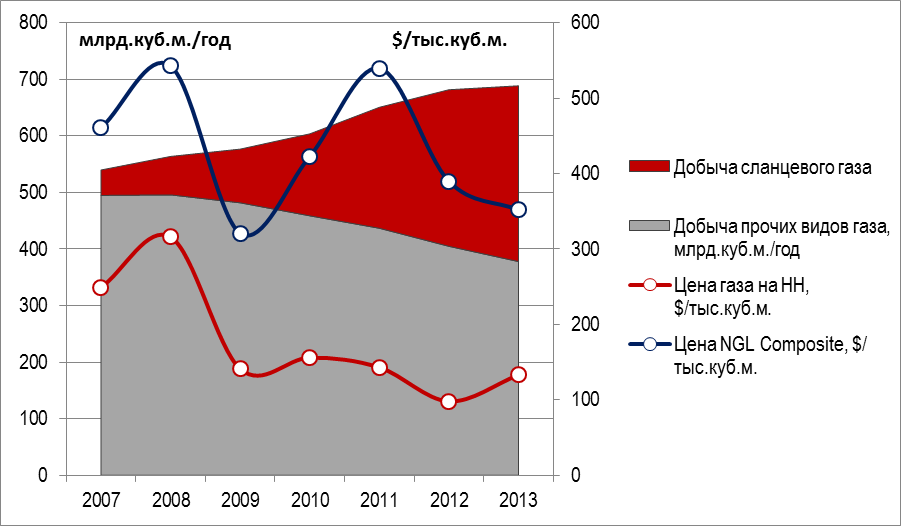 млрд.куб.м./год
$/тыс.куб.м.
800
700
600
500
400
300
200
100
0
600
500
400
300
200
100
0
2007 2008 2009 2010 2011 2012 2013
Добыча сланцевого газа
Добыча прочих видов газа,
млрд.куб.м./год
Цена газа на HH,
$/тыс.куб.м.
Цена NGL Composite, $/
тыс.куб.м.